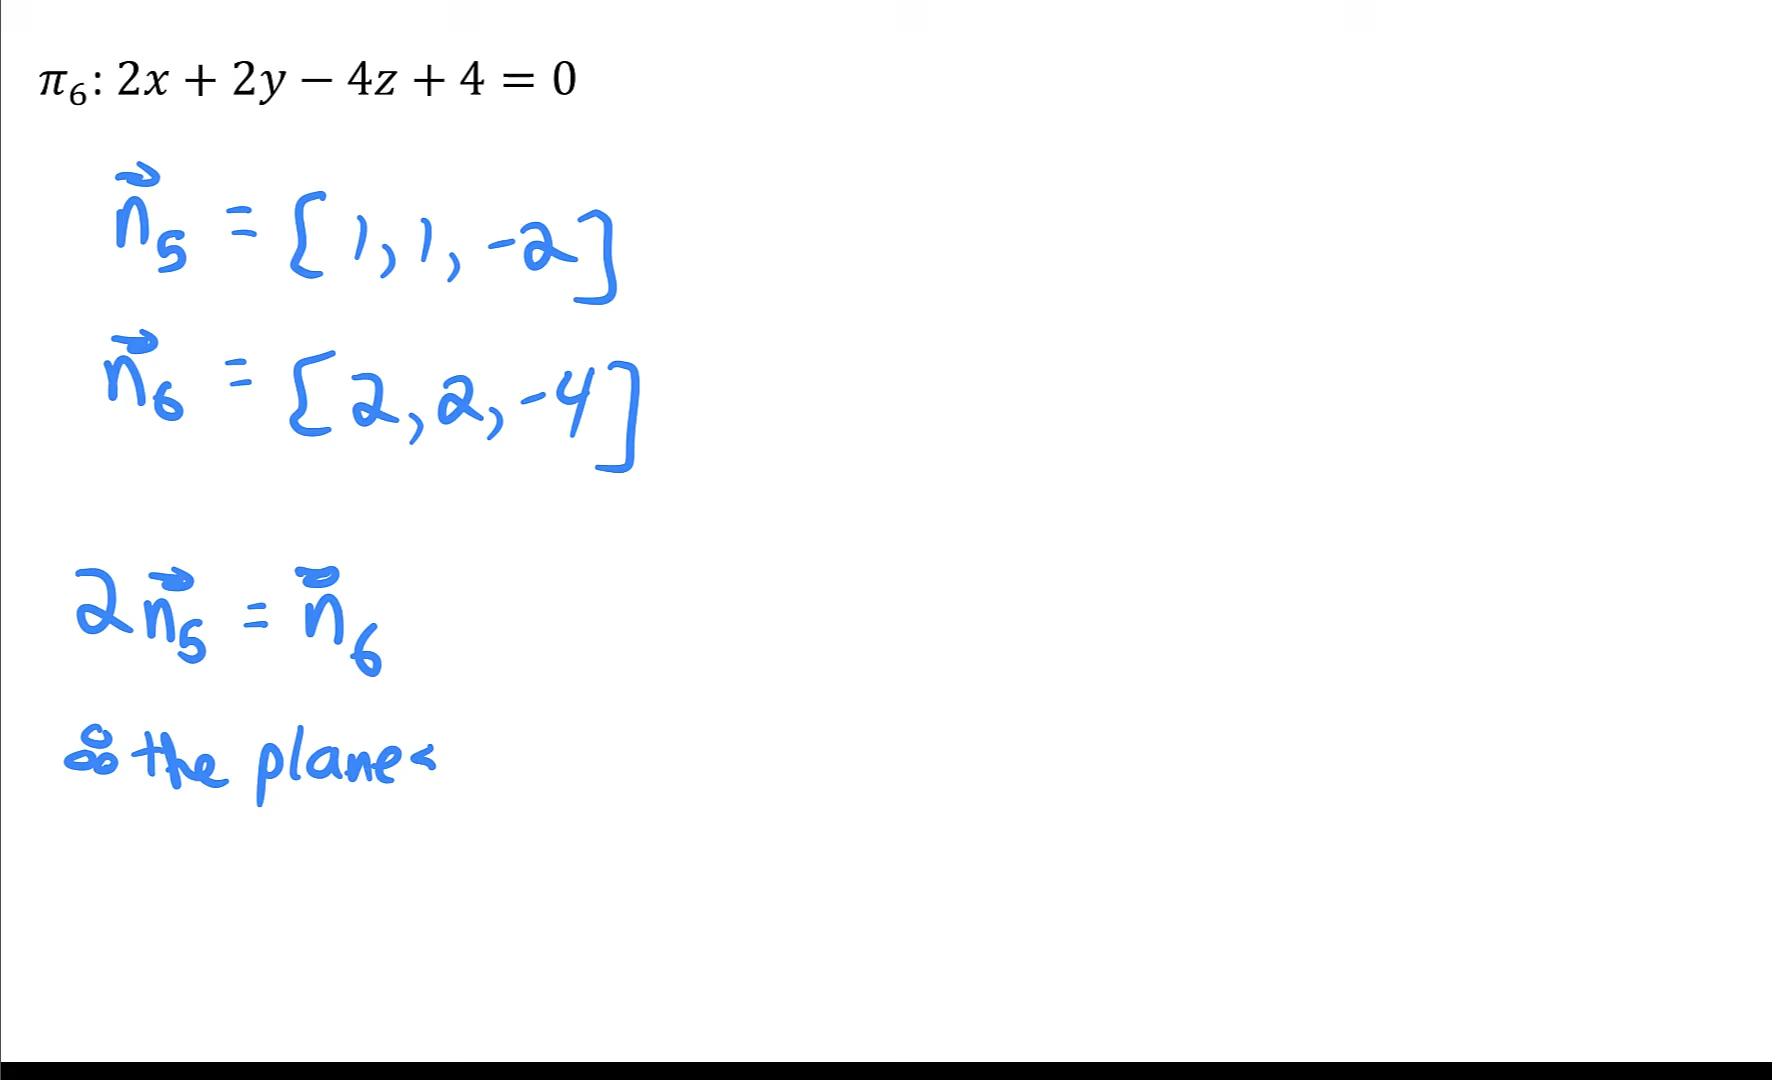 π₆: 2x + 2y − 4z + 4 = 0
n⃗₅ = [1, 1, -2]
n⃗₆ = [2, 2, -4]
2n⃗₅ = n⃗₆
∴ the planes